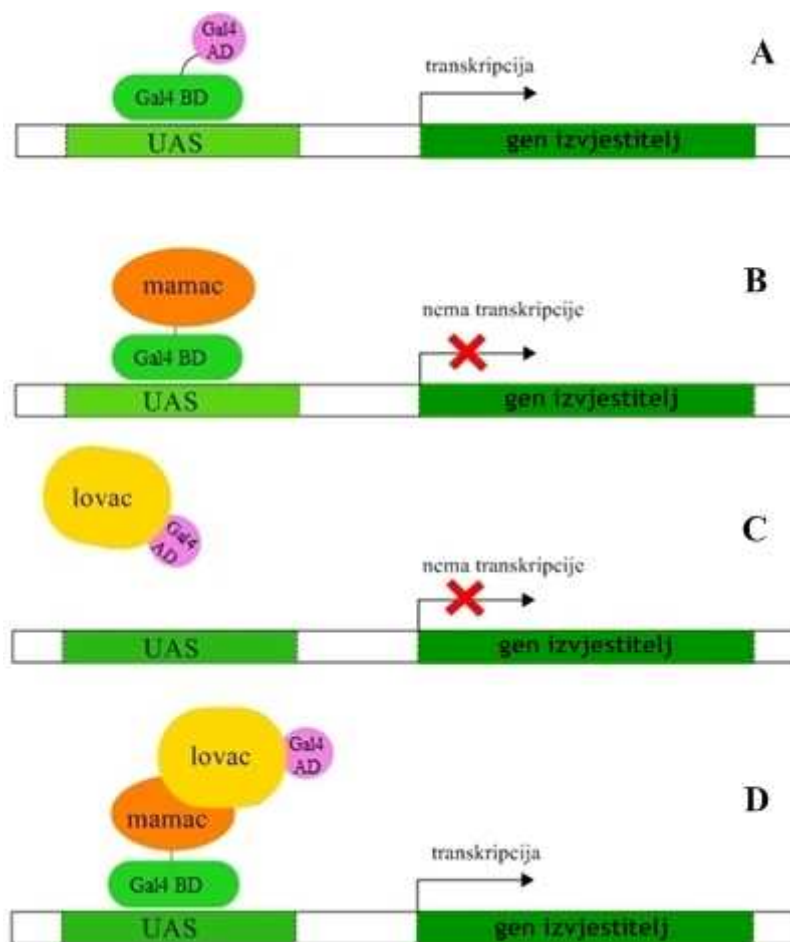 Gal4
AD
A
transkripcija
Gal4 BD
UAS
gen izvjestitelj
mamac
B
nema transkripcije
Gal4 BD
UAS
gen izvjestitelj
lovac
Gal4
AD
C
nema transkripcije
UAS
gen izvjestitelj
lovac
Gal4
AD
mamac
D
transkripcija
Gal4 BD
UAS
gen izvjestitelj